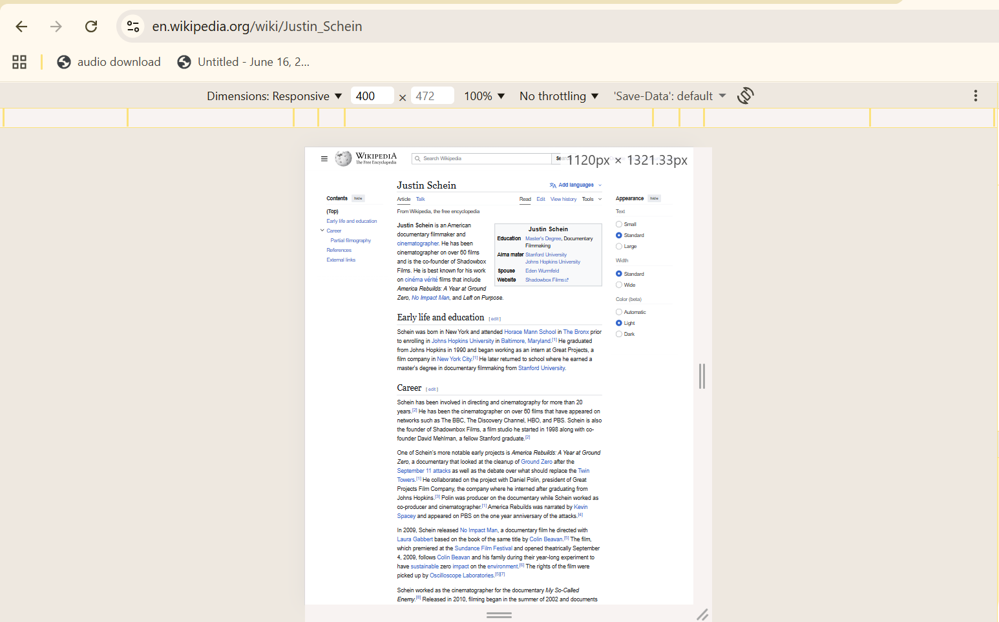 en.wikipedia.org/wiki/Justin_Schein
audio download
Untitled - June 16, 2...
Dimensions: Responsive 400 × 472 100% No throttling 'Save-Data': default
WIKIPEDIA
The Free Encyclopedia
Search Wikipedia
1120px × 1321.33px
Justin Schein
Add languages
Contents hide
(Top)
Early life and education
Career
Partial filmography
References
External links
Article Talk Read Edit View history Tools
From Wikipedia, the free encyclopedia
Justin Schein is an American
documentary filmmaker and
cinematographer. He has been
cinematographer on over 60 films
and is the co-founder of Shadowbox
Films. He is best known for his work
on cinéma vérité films that include
America Rebuilds: A Year at Ground
Zero, No Impact Man, and Left on Purpose.
Justin Schein
Education Master's Degree, Documentary
Filmmaking
Alma mater Stanford University
Johns Hopkins University
Spouse Eden Wurmfeld
Website Shadowbox Films
Early life and education [ edit ]
Schein was born in New York and attended Horace Mann School in The Bronx prior
to enrolling in Johns Hopkins University in Baltimore, Maryland.[1] He graduated
from Johns Hopkins in 1990 and began working as an intern at Great Projects, a
film company in New York City.[1] He later returned to school where he earned a
master's degree in documentary filmmaking from Stanford University.
Career [ edit ]
Schein has been involved in directing and cinematography for more than 20
years.[2] He has been the cinematographer on over 60 films that have appeared on
networks such as The BBC, The Discovery Channel, HBO, and PBS. Schein is also
the founder of Shadownbox Films, a film studio he started in 1998 along with co-
founder David Mehlman, a fellow Stanford graduate.[2]
One of Schein's more notable early projects is America Rebuilds: A Year at Ground
Zero, a documentary that looked at the cleanup of Ground Zero after the
September 11 attacks as well as the debate over what should replace the Twin
Towers.[1] He collaborated on the project with Daniel Polin, president of Great
Projects Film Company, the company where he interned after graduating from
Johns Hopkins.[3] Polin was producer on the documentary while Schein worked as
co-producer and cinematographer.[1] America Rebuilds was narrated by Kevin
Spacey and appeared on PBS on the one year anniversary of the attacks.[4]
In 2009, Schein released No Impact Man, a documentary film he directed with
Laura Gabbert based on the book of the same title by Colin Beavan.[5] The film,
which premiered at the Sundance Film Festival and opened theatrically September
4, 2009, follows Colin Beavan and his family during their year-long experiment to
have sustainable zero impact on the environment.[6] The rights of the film were
picked up by Oscilloscope Laboratories.[5][7]
Schein worked as the cinematographer for the documentary My So-Called
Enemy.[8] Released in 2010, filming began in the summer of 2002 and documents
Appearance hide
Text
Small
Standard
Large
Width
Standard
Wide
Color (beta)
Automatic
Light
Dark